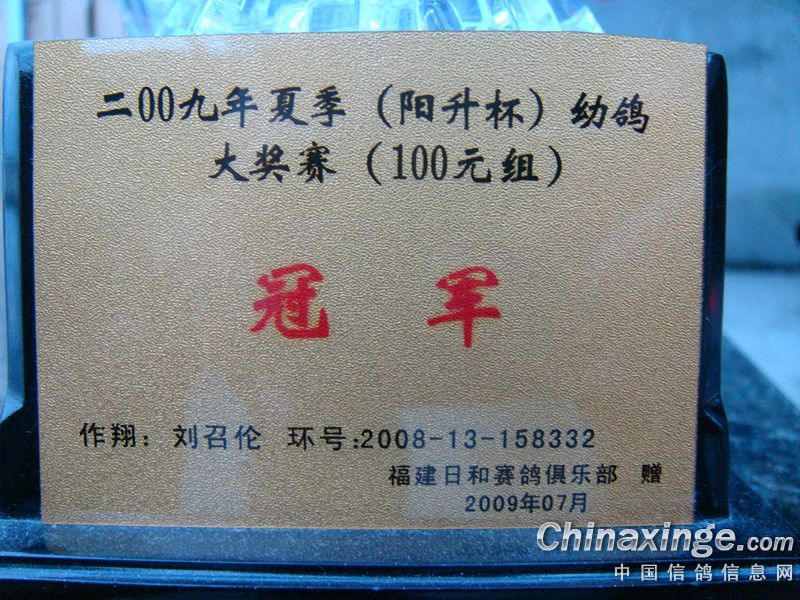 二00九年夏季（阳升杯）幼鸽
大奖赛（100元组）
冠 军
作翔：刘召伦 环号:2008-13-158332
福建日和赛鸽俱乐部 赠
2009年07月
Chinaxinge.com
中国信鸽信息网